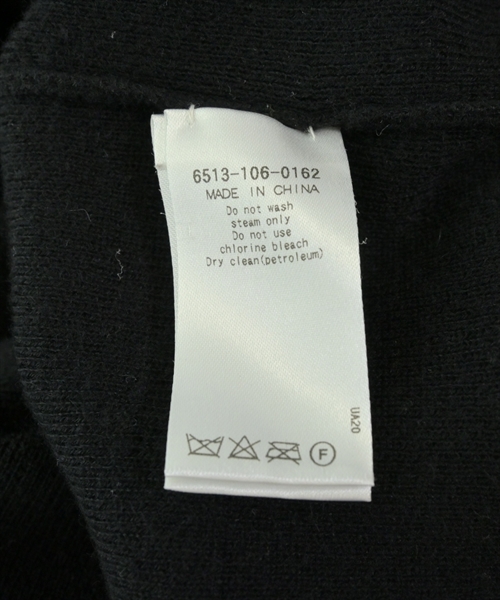 6513-106-0162
MADE IN CHINA
Do not wash
steam only
Do not use
chlorine bleach
Dry clean(petroleum)
UA20
F